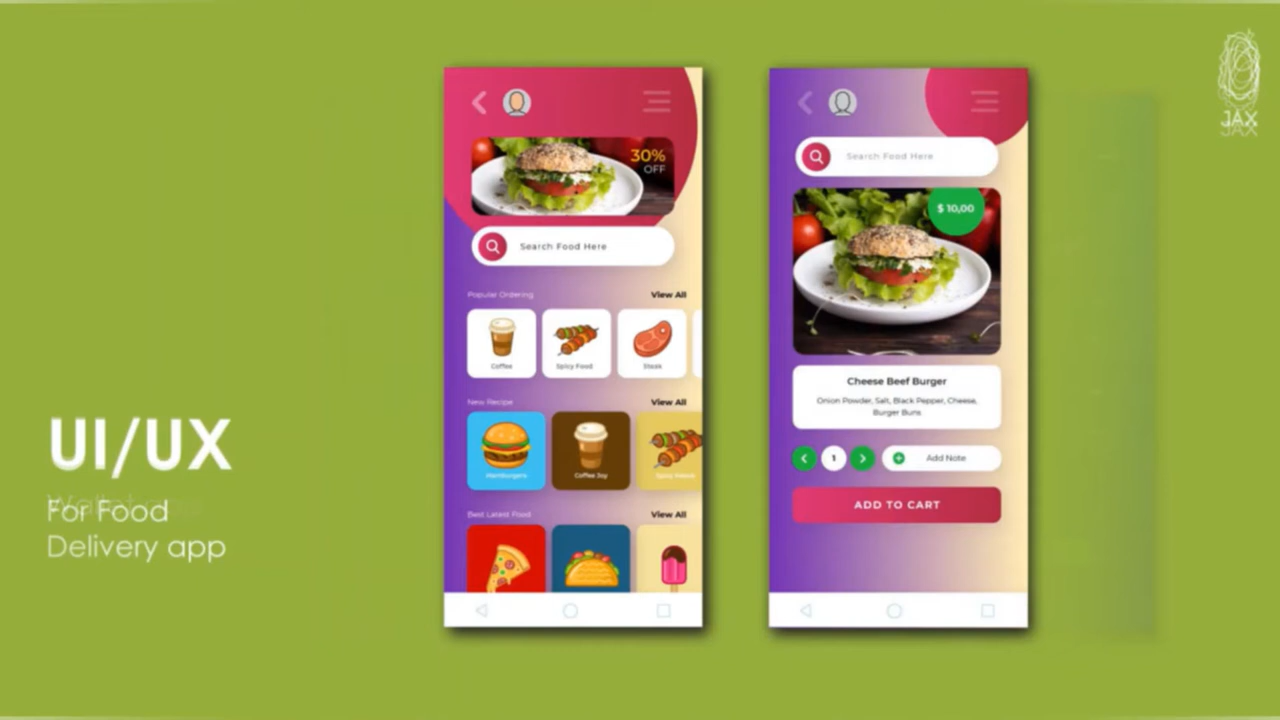 UI/UX
For Food
Delivery app
30%
OFF
Search Food Here
Popular Ordering
View All
Coffee
Spicy Food
Steak
New Recipe
View All
Hamburgers
Coffee Joy
Best Latest Food
View All
Search Food Here
$ 10,00
Cheese Beef Burger
Onion Powder, Salt, Black Pepper, Cheese,
Burger Buns
1
Add Note
ADD TO CART
JAX
JAX